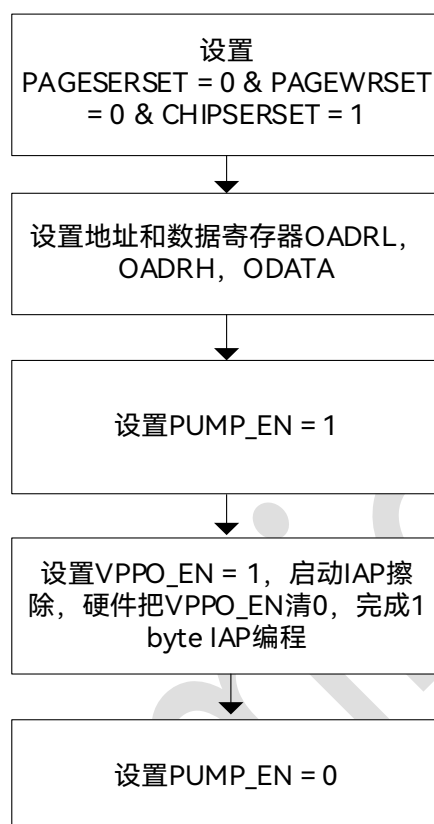 设置
PAGESERSET = 0 & PAGEWRSET
= 0 & CHIPSERSET = 1
设置地址和数据寄存器OADRL，
OADRH，ODATA
设置PUMP_EN = 1
设置VPPO_EN = 1，启动IAP擦
除，硬件把VPPO_EN清0，完成1
byte IAP编程
设置PUMP_EN = 0